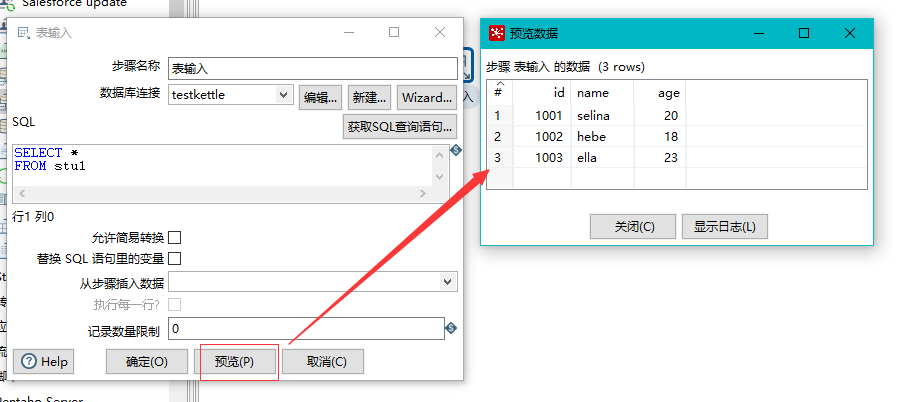 Salesforce update
表输入
步骤名称 表输入
数据库连接 testkettle 编辑... 新建... Wizard...
SQL 获取SQL查询语句...
SELECT *
FROM stu1
行1 列0
允许简易转换
替换 SQL 语句里的变量
从步骤插入数据
执行每一行?
记录数量限制 0
Help 确定(O) 预览(P) 取消(C)
预览数据
步骤 表输入 的数据 (3 rows)
# id name age
1 1001 selina 20
2 1002 hebe 18
3 1003 ella 23
关闭(C) 显示日志(L)
入
Pentaho Server